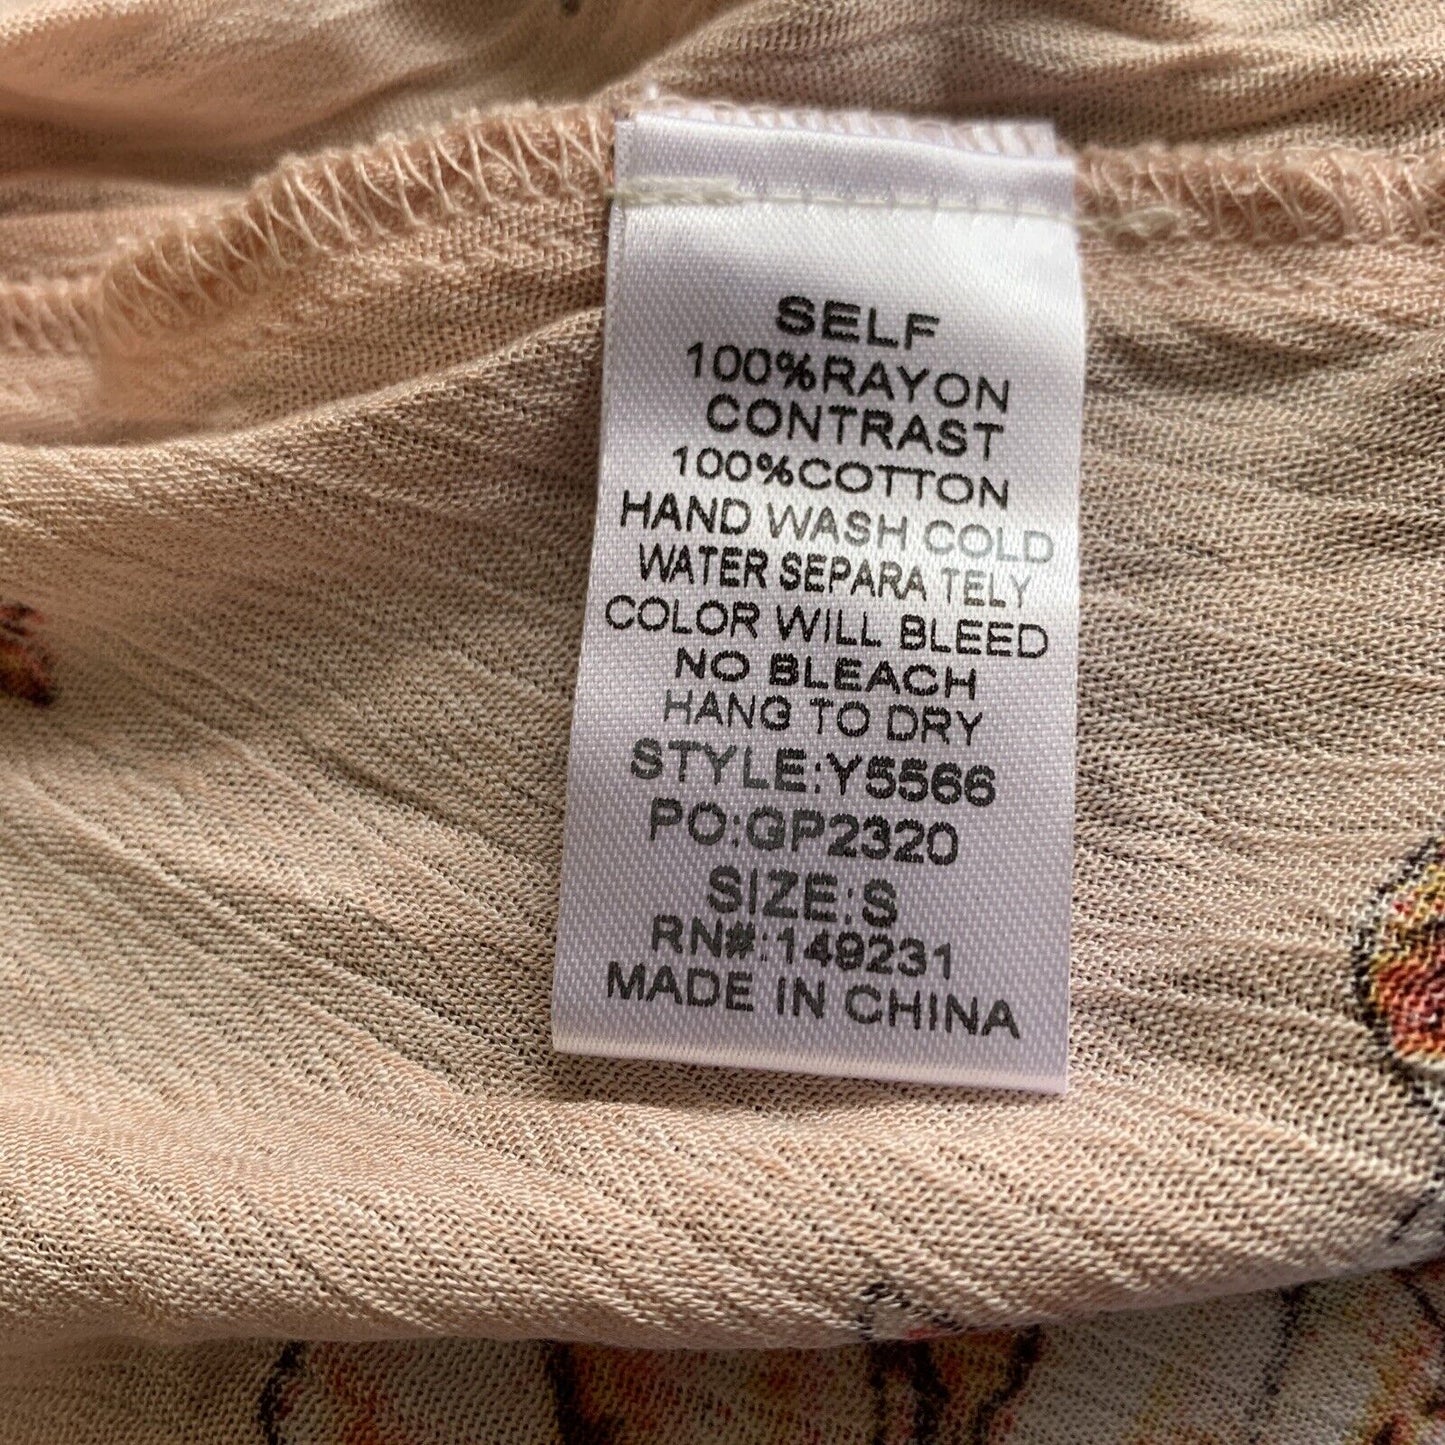 SELF
100%RAYON
CONTRAST
100%COTTON
HAND WASH COLD
WATER SEPARA TELY
COLOR WILL BLEED
NO BLEACH
HANG TO DRY
STYLE:Y5566
PO:GP2320
SIZE:S
RN#:149231
MADE IN CHINA